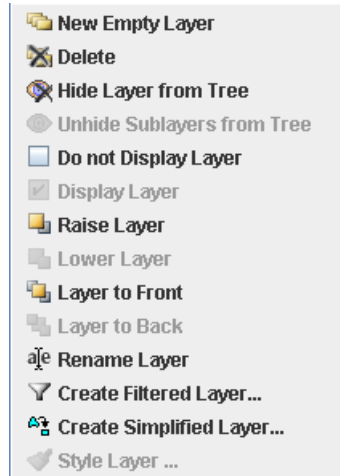 New Empty Layer
Delete
Hide Layer from Tree
Unhide Sublayers from Tree
Do not Display Layer
Display Layer
Raise Layer
Lower Layer
Layer to Front
Layer to Back
Rename Layer
Create Filtered Layer...
Create Simplified Layer...
Style Layer ...